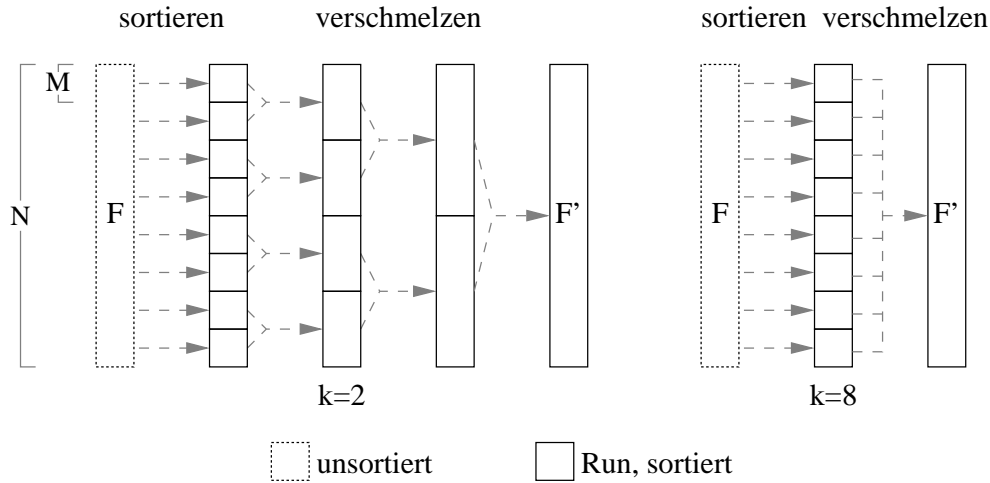 sortieren verschmelzen sortieren verschmelzen
M
N F F' F F'
k=2 k=8
unsortiert Run, sortiert